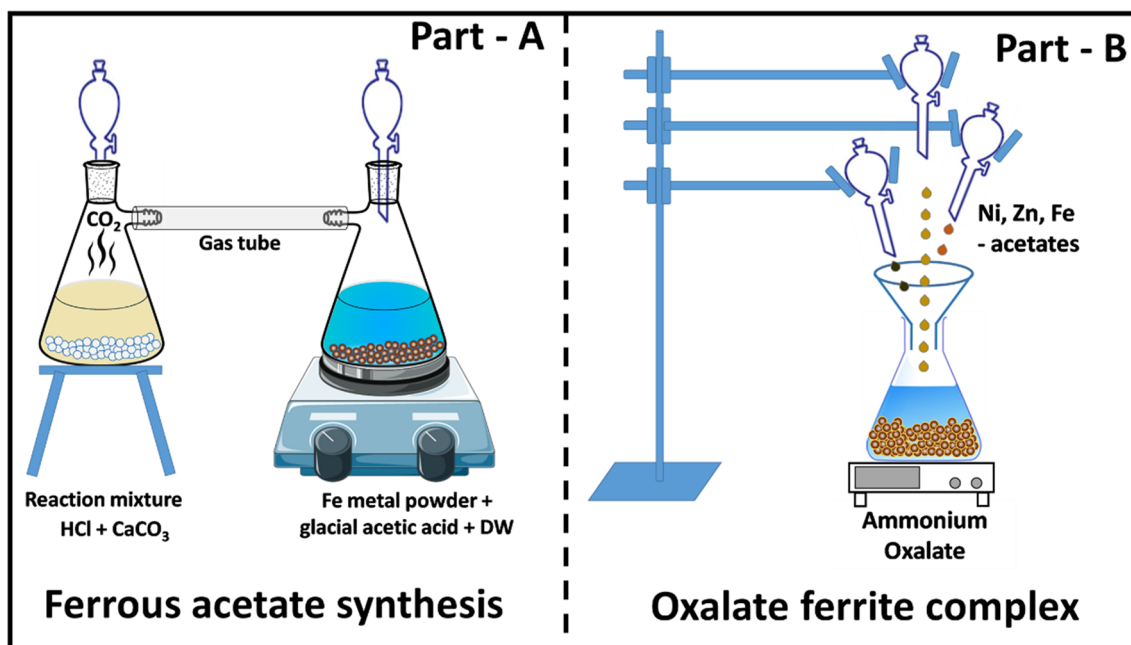 Part - A
CO₂
Gas tube
Reaction mixture
HCl + CaCO₃
Fe metal powder +
glacial acetic acid + DW
Ferrous acetate synthesis
Part - B
Ni, Zn, Fe
- acetates
Ammonium
Oxalate
Oxalate ferrite complex